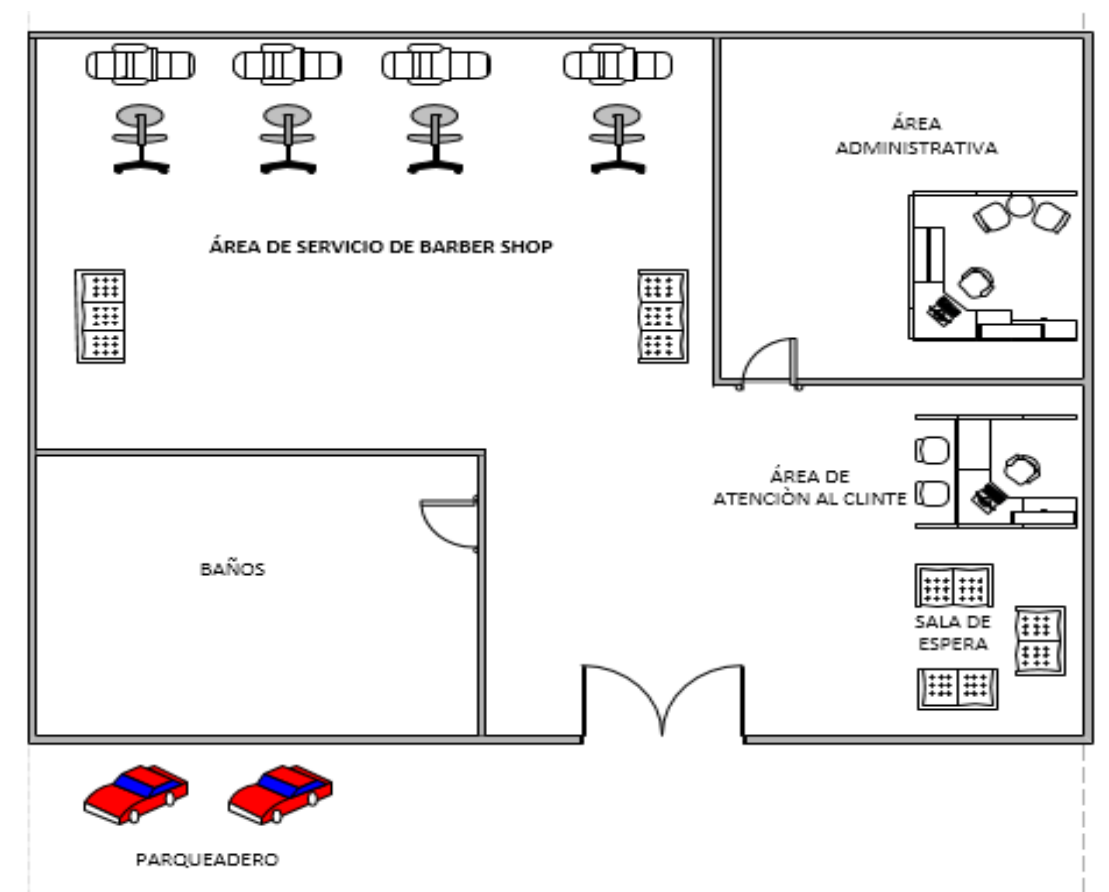 ÁREA
ADMINISTRATIVA
ÁREA DE SERVICIO DE BARBER SHOP
ÁREA DE
ATENCIÒN AL CLINTE
BAÑOS
SALA DE
ESPERA
PARQUEADERO